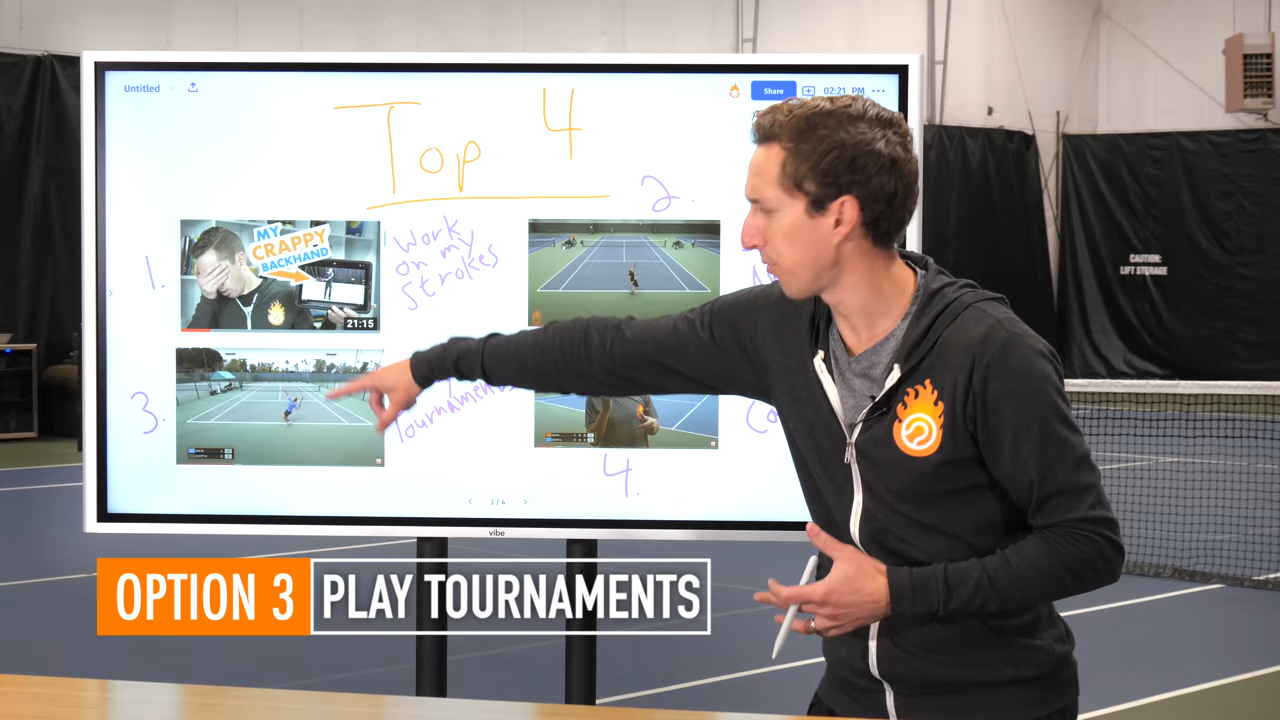 Untitled
Share
02:21 PM
Top 4
2.
1.
MY
CRAPPY
BACKHAND
21:15
Work
on my
strokes
3.
Tournaments
4.
3/4
vibe
CAUTION:
LIFT STORAGE
OPTION 3
PLAY TOURNAMENTS